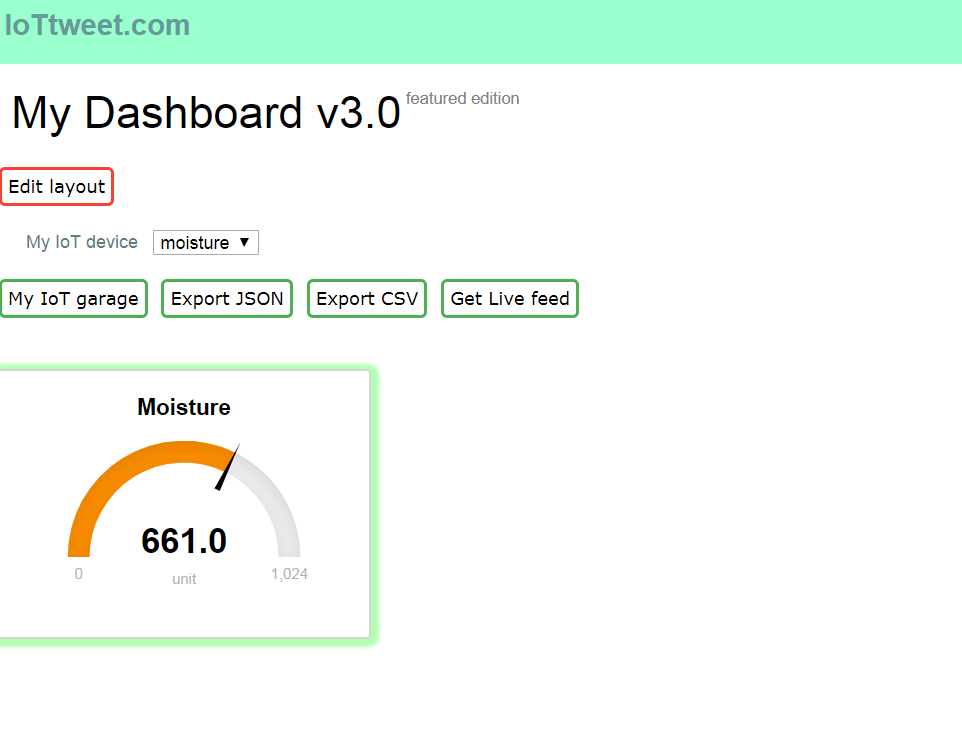 IoTtweet.com
My Dashboard v3.0 featured edition
Edit layout
My IoT device moisture ▼
My IoT garage Export JSON Export CSV Get Live feed
Moisture
661.0
0 unit 1,024